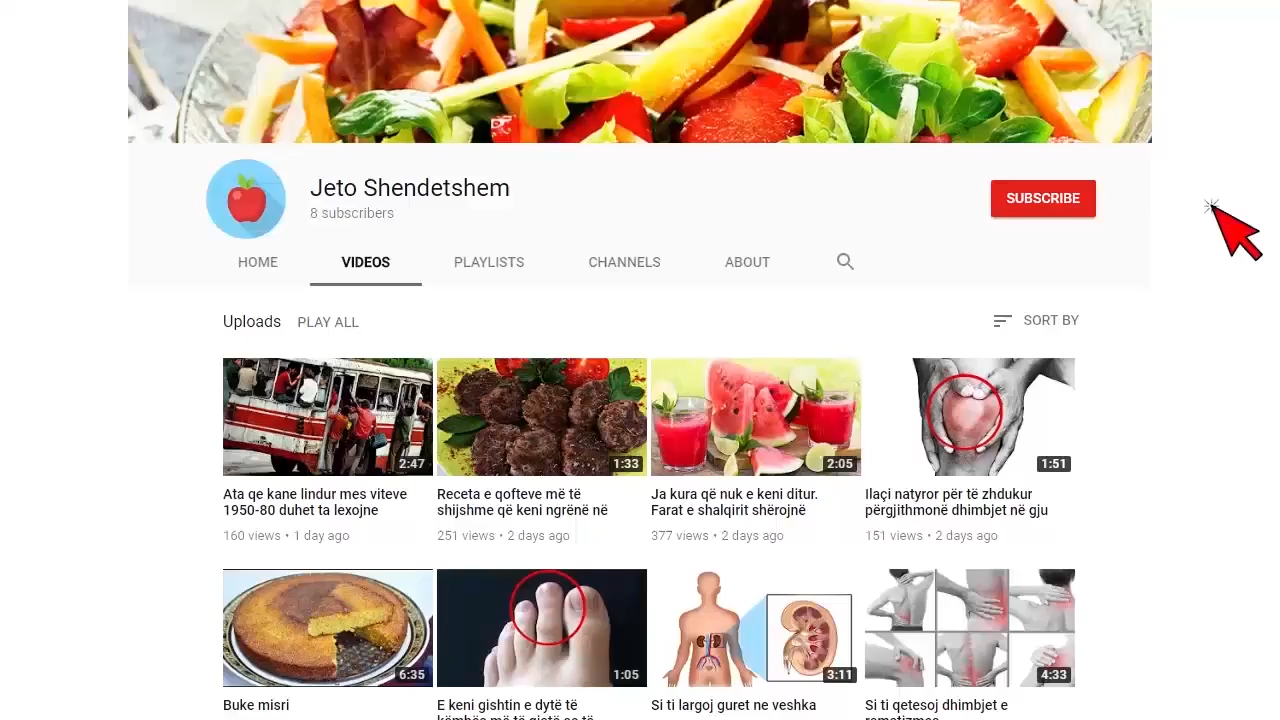 Jeto Shendetshem
8 subscribers
SUBSCRIBE
HOME VIDEOS PLAYLISTS CHANNELS ABOUT
Uploads PLAY ALL SORT BY
2:47 1:33 2:05 1:51
Ata qe kane lindur mes viteve
1950-80 duhet ta lexojne
160 views • 1 day ago
Receta e qofteve më të
shijshme që keni ngrënë në
251 views • 2 days ago
Ja kura që nuk e keni ditur.
Farat e shalqirit shërojnë
377 views • 2 days ago
Ilaçi natyror për të zhdukur
përgjithmonë dhimbjet në gju
151 views • 2 days ago
6:35 1:05 3:11 4:33
Buke misri
E keni gishtin e dytë të
Si ti largoj guret ne veshka
Si ti qetesoj dhimbjet e